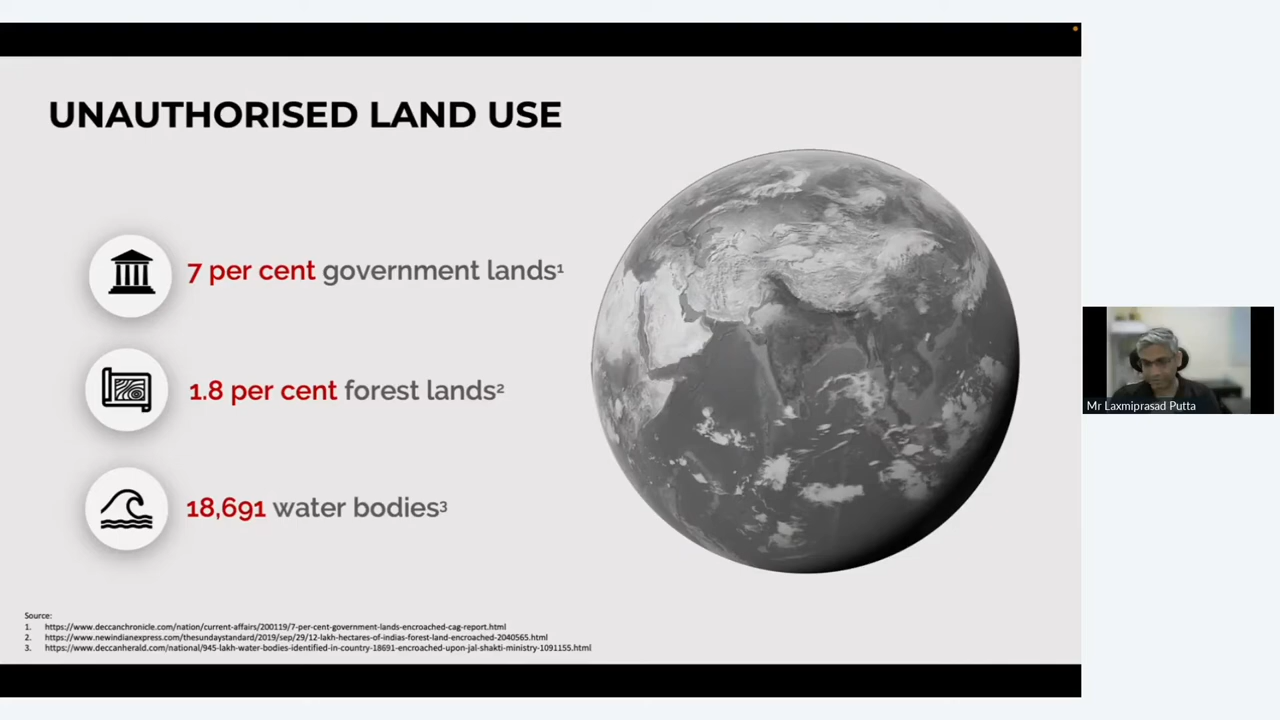 UNAUTHORISED LAND USE
7 per cent government lands¹
1.8 per cent forest lands²
18,691 water bodies³
Source:
1. https://www.deccanchronicle.com/nation/current-affairs/200119/7-per-cent-government-lands-encroached-cag-report.html
2. https://www.newindianexpress.com/thesundaystandard/2019/sep/29/12-lakh-hectares-of-indias-forest-land-encroached-2040565.html
3. https://www.deccanherald.com/national/945-lakh-water-bodies-identified-in-country-18691-encroached-upon-jal-shakti-ministry-1091155.html
Mr Laxmiprasad Putta